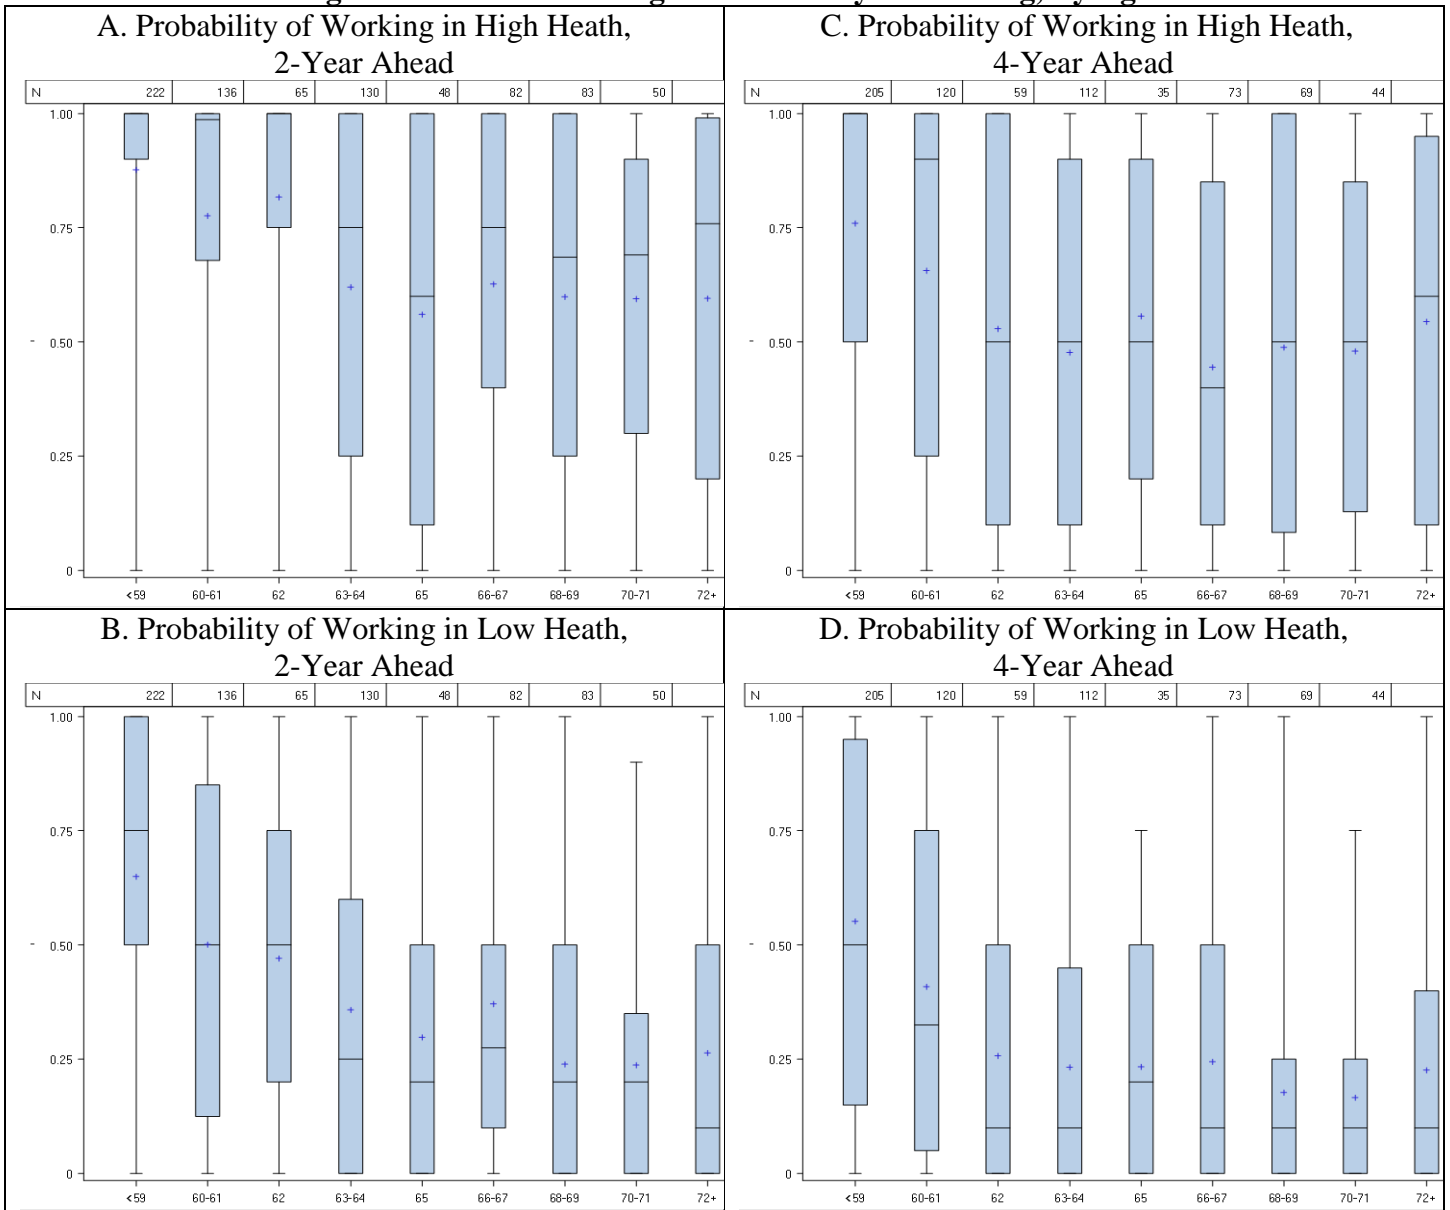 A. Probability of Working in High Heath,
2-Year Ahead
N 222 136 65 130 48 82 83 50
1.00
0.75
0.50
0.25
0
<59 60-61 62 63-64 65 66-67 68-69 70-71 72+
C. Probability of Working in High Heath,
4-Year Ahead
N 205 120 59 112 35 73 69 44
1.00
0.75
0.50
0.25
0
<59 60-61 62 63-64 65 66-67 68-69 70-71 72+
B. Probability of Working in Low Heath,
2-Year Ahead
N 222 136 65 130 48 82 83 50
1.00
0.75
0.50
0.25
0
<59 60-61 62 63-64 65 66-67 68-69 70-71 72+
D. Probability of Working in Low Heath,
4-Year Ahead
N 205 120 59 112 35 73 69 44
1.00
0.75
0.50
0.25
0
<59 60-61 62 63-64 65 66-67 68-69 70-71 72+